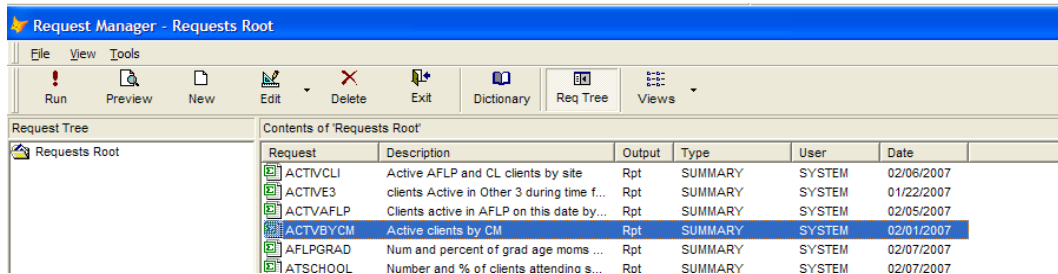 Request Manager - Requests Root
File View Tools
Run Preview New Edit Delete Exit Dictionary Req Tree Views
Request Tree Contents of 'Requests Root'
Requests Root Request Description Output Type User Date
ACTIVCLI Active AFLP and CL clients by site Rpt SUMMARY SYSTEM 02/06/2007
ACTIVE3 clients Active in Other 3 during time f... Rpt SUMMARY SYSTEM 01/22/2007
ACTVAFLP Clients active in AFLP on this date by... Rpt SUMMARY SYSTEM 02/05/2007
ACTVBYCM Active clients by CM Rpt SUMMARY SYSTEM 02/01/2007
AFLPGRAD Num and percent of grad age moms ... Rpt SUMMARY SYSTEM 02/07/2007
ATSCHOOL Number and % of clients attending s... Rpt SUMMARY SYSTEM 02/07/2007